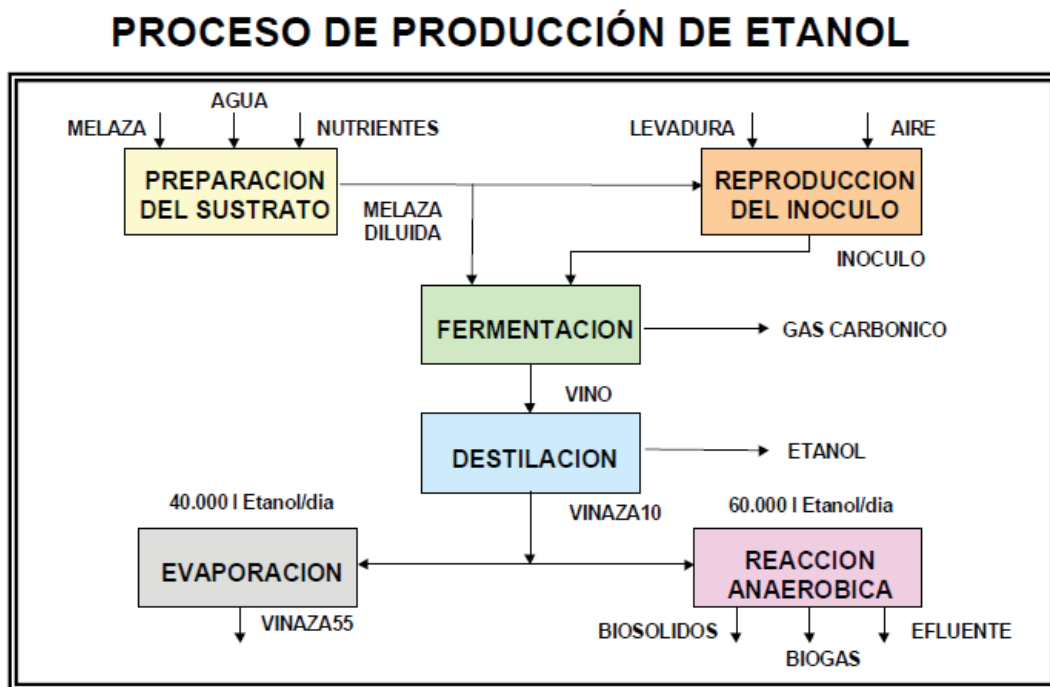 PROCESO DE PRODUCCIÓN DE ETANOL
AGUA
MELAZA
NUTRIENTES
LEVADURA
AIRE
PREPARACION
DEL SUSTRATO
REPRODUCCION
DEL INOCULO
MELAZA
DILUIDA
INOCULO
FERMENTACION
GAS CARBONICO
VINO
DESTILACION
ETANOL
40.000 l Etanol/dia
VINAZA10
60.000 l Etanol/dia
EVAPORACION
REACCION
ANAEROBICA
VINAZA55
BIOSOLIDOS
EFLUENTE
BIOGAS